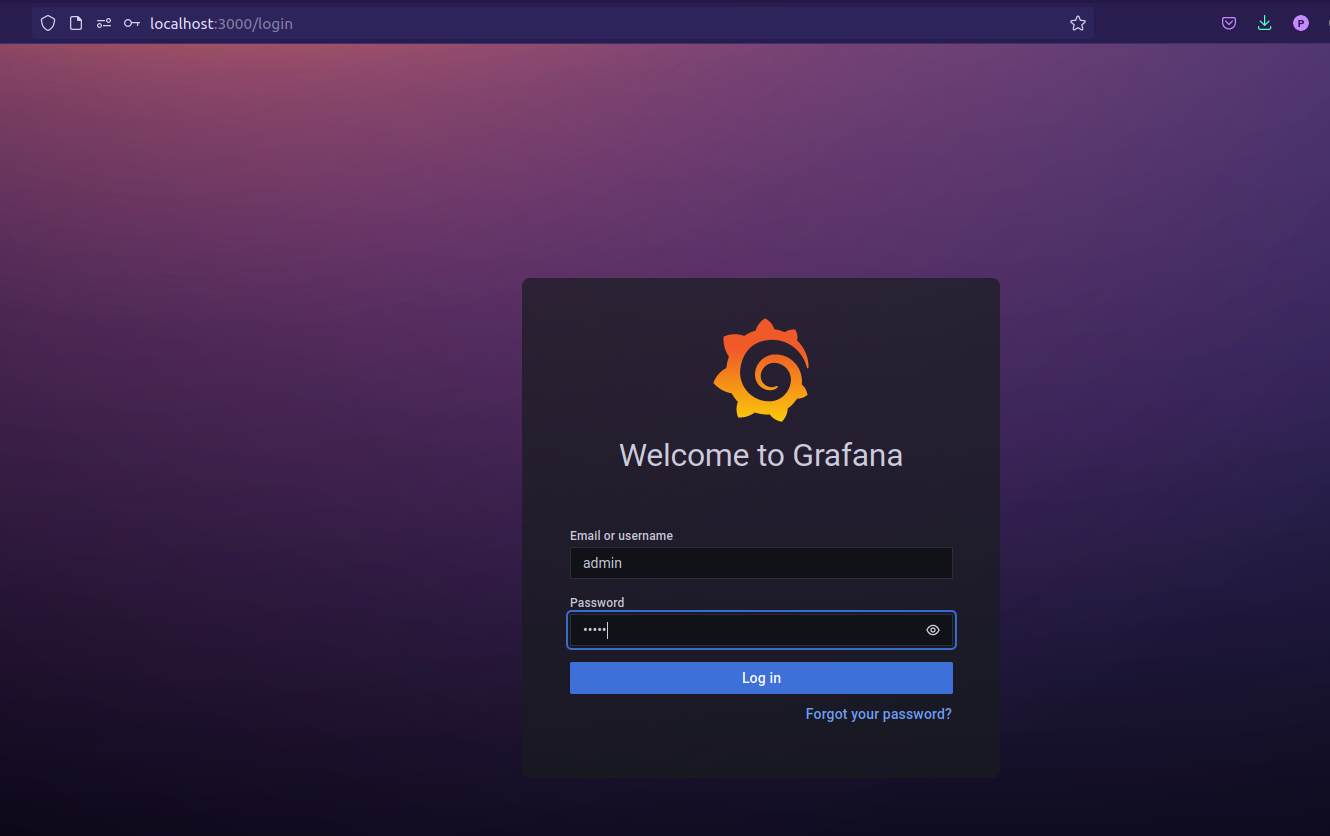 localhost:3000/login
P
Welcome to Grafana
Email or username
admin
Password
•••••
Log in
Forgot your password?